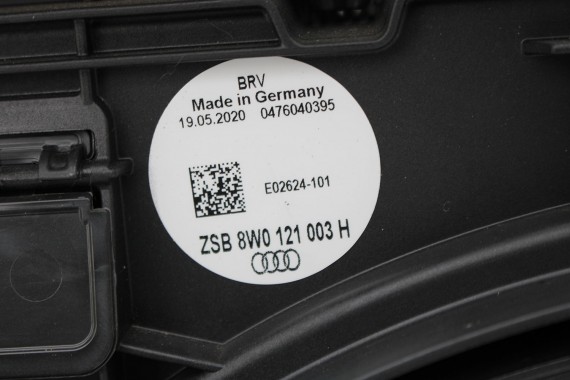 BRV
Made in Germany
19.05.2020 0476040395
E02624-101
ZSB 8W0 121 003 H